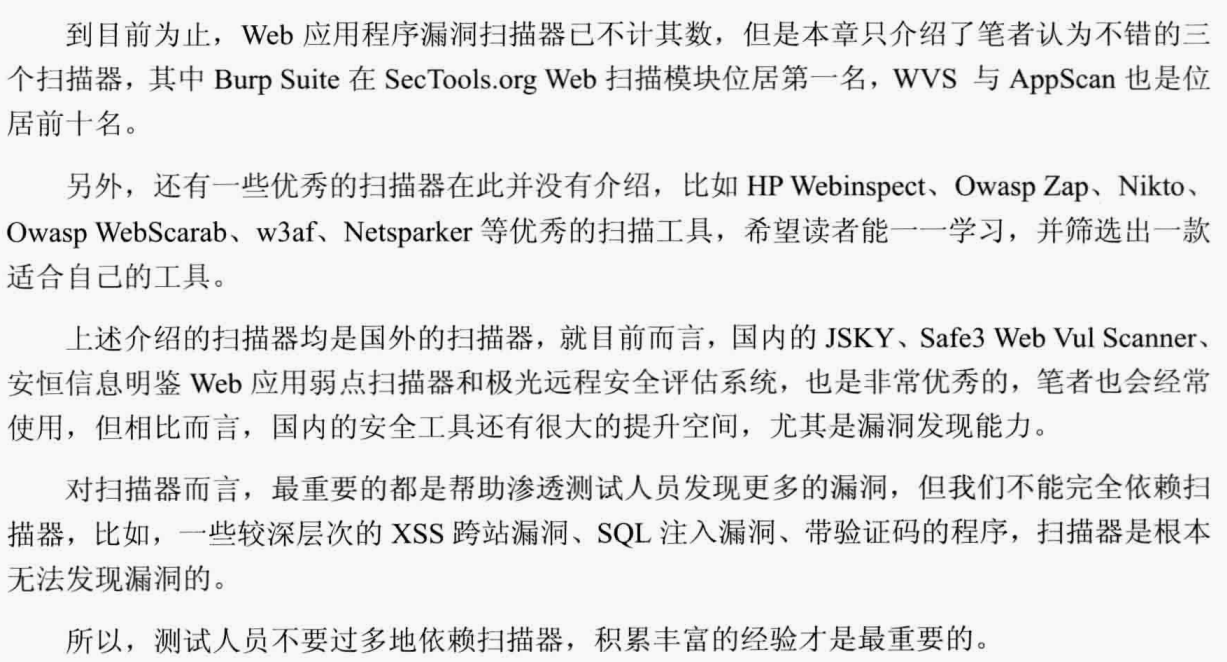 到目前为止，Web 应用程序漏洞扫描器已不计其数，但是本章只介绍了笔者认为不错的三
个扫描器，其中 Burp Suite 在 SecTools.org Web 扫描模块位居第一名，WVS 与 AppScan 也是位
居前十名。
另外，还有一些优秀的扫描器在此并没有介绍，比如 HP Webinspect、Owasp Zap、Nikto、
Owasp WebScarab、w3af、Netsparker 等优秀的扫描工具，希望读者能一一学习，并筛选出一款
适合自己的工具。
上述介绍的扫描器均是国外的扫描器，就目前而言，国内的 JSKY、Safe3 Web Vul Scanner、
安恒信息明鉴 Web 应用弱点扫描器和极光远程安全评估系统，也是非常优秀的，笔者也会经常
使用，但相比而言，国内的安全工具还有很大的提升空间，尤其是漏洞发现能力。
对扫描器而言，最重要的都是帮助渗透测试人员发现更多的漏洞，但我们不能完全依赖扫
描器，比如，一些较深层次的 XSS 跨站漏洞、SQL 注入漏洞、带验证码的程序，扫描器是根本
无法发现漏洞的。
所以，测试人员不要过多地依赖扫描器，积累丰富的经验才是最重要的。